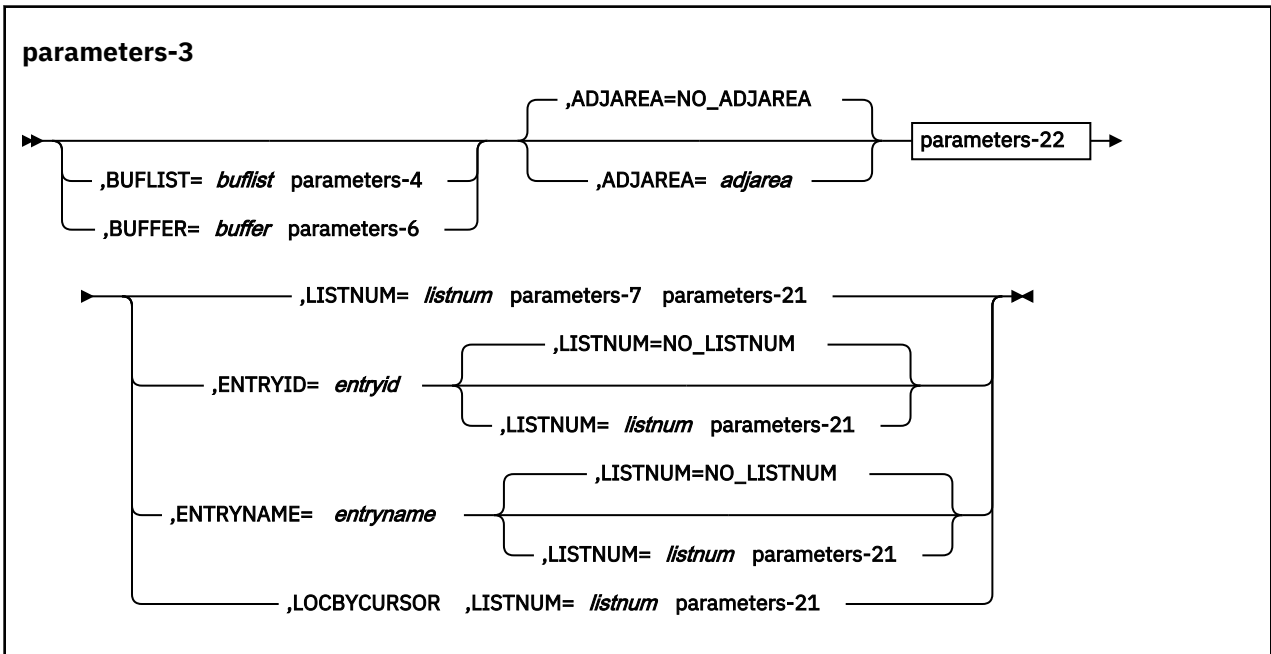 parameters-3
,ADJAREA=NO_ADJAREA
parameters-22
,BUFLIST= buflist parameters-4
,ADJAREA= adjarea
,BUFFER= buffer parameters-6
,LISTNUM= listnum parameters-7 parameters-21
,LISTNUM=NO_LISTNUM
,ENTRYID= entryid
,LISTNUM= listnum parameters-21
,LISTNUM=NO_LISTNUM
,ENTRYNAME= entryname
,LISTNUM= listnum parameters-21
,LOCBYCURSOR ,LISTNUM= listnum parameters-21